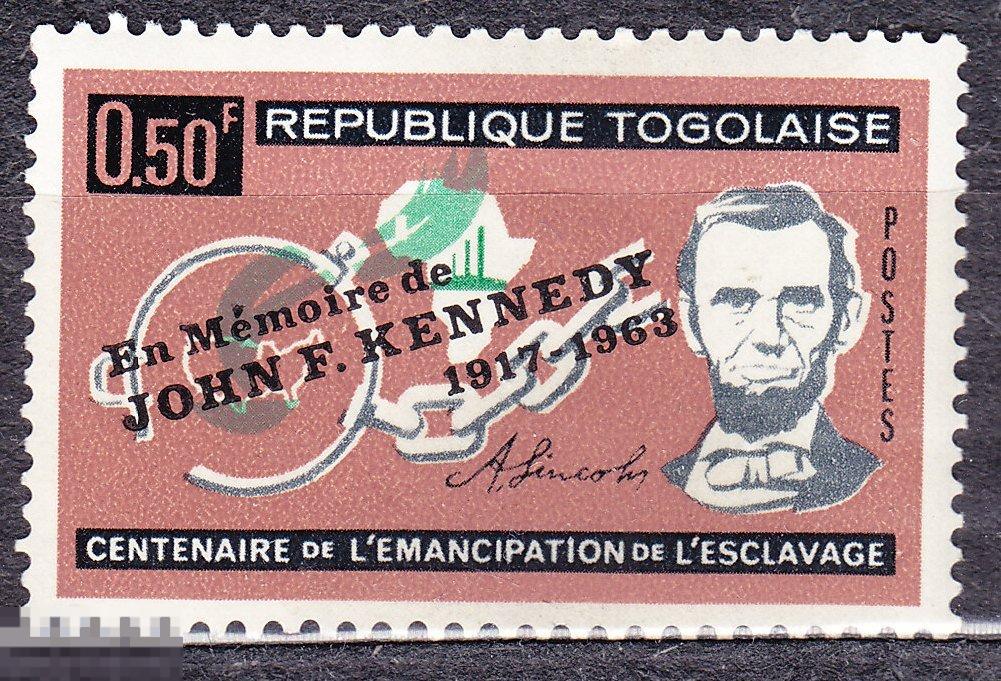 0.50F
REPUBLIQUE TOGOLAISE
POSTES
En Mémoire de
JOHN F. KENNEDY
1917-1963
A. Lincoln
CENTENAIRE DE L'EMANCIPATION DE L'ESCLAVAGE